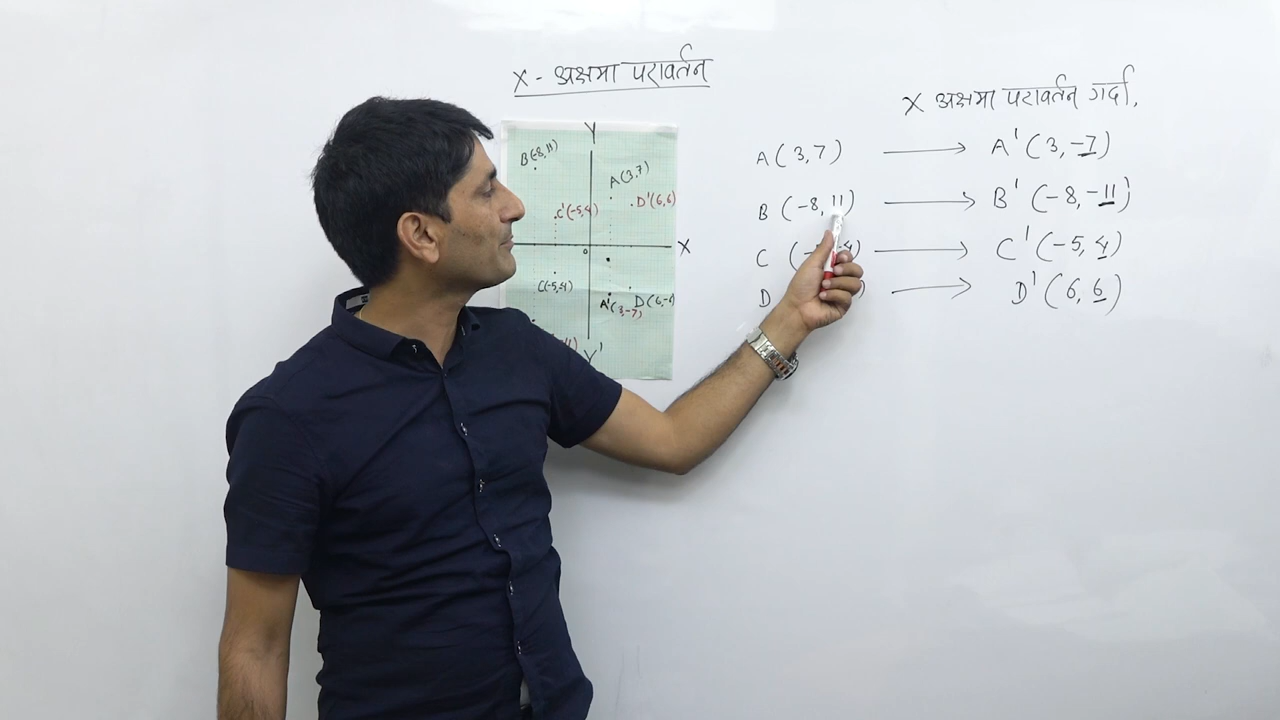 X - अक्षमा परावर्तन
X अक्षमा परावर्तन गर्दा,
Y
B(-8,11)
A(3,7)
C'(-5,4)
D'(6,6)
X
0
C(-5,-4)
A'(3,-7)
D(6,-6
Y'
A(3,7) ⟶ A'(3,-7)
B(-8,11) ⟶ B'(-8,-11)
C (- -4) ⟶ C'(-5,4)
D ) ⟶ D'(6,6)